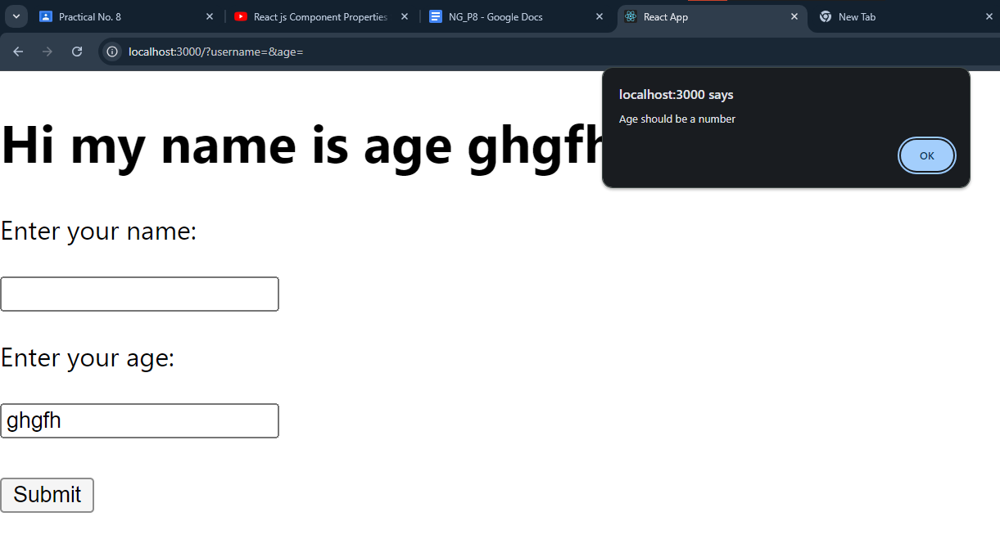 Practical No. 8
React js Component Properties
NG_P8 - Google Docs
React App
New Tab
localhost:3000/?username=&age=
localhost:3000 says
Age should be a number
OK
Hi my name is age ghgfh
Enter your name:
Enter your age:
ghgfh
Submit